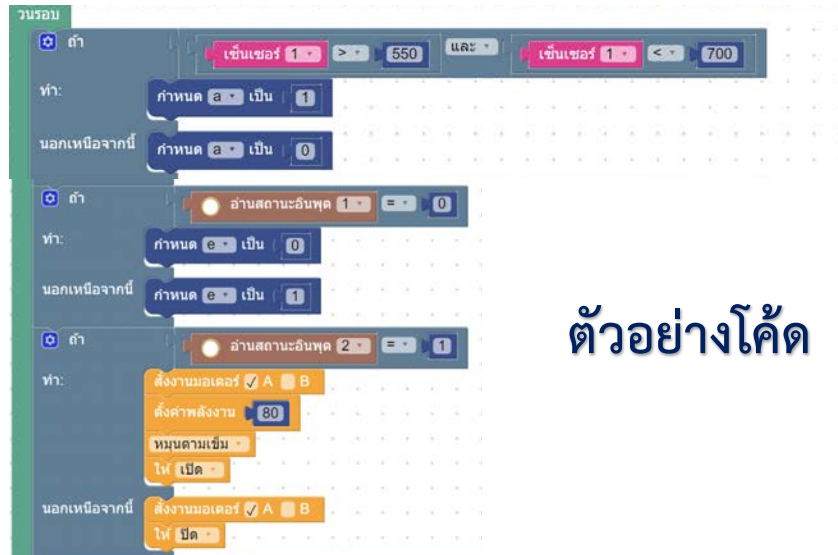 วนรอบ
ถ้า เซ็นเซอร์ 1 > 550 และ เซ็นเซอร์ 1 < 700
ทำ: กำหนด a เป็น 1
นอกเหนือจากนี้ กำหนด a เป็น 0
ถ้า อ่านสถานะอินพุต 1 = 0
ทำ: กำหนด e เป็น 0
นอกเหนือจากนี้ กำหนด e เป็น 1
ถ้า อ่านสถานะอินพุต 2 = 1
ทำ: สั่งงานมอเตอร์ A B
ตั้งค่าพลังงาน 80
หมุนตามเข็ม
ให้ เปิด
นอกเหนือจากนี้ สั่งงานมอเตอร์ A B
ให้ ปิด
ตัวอย่างโค้ด